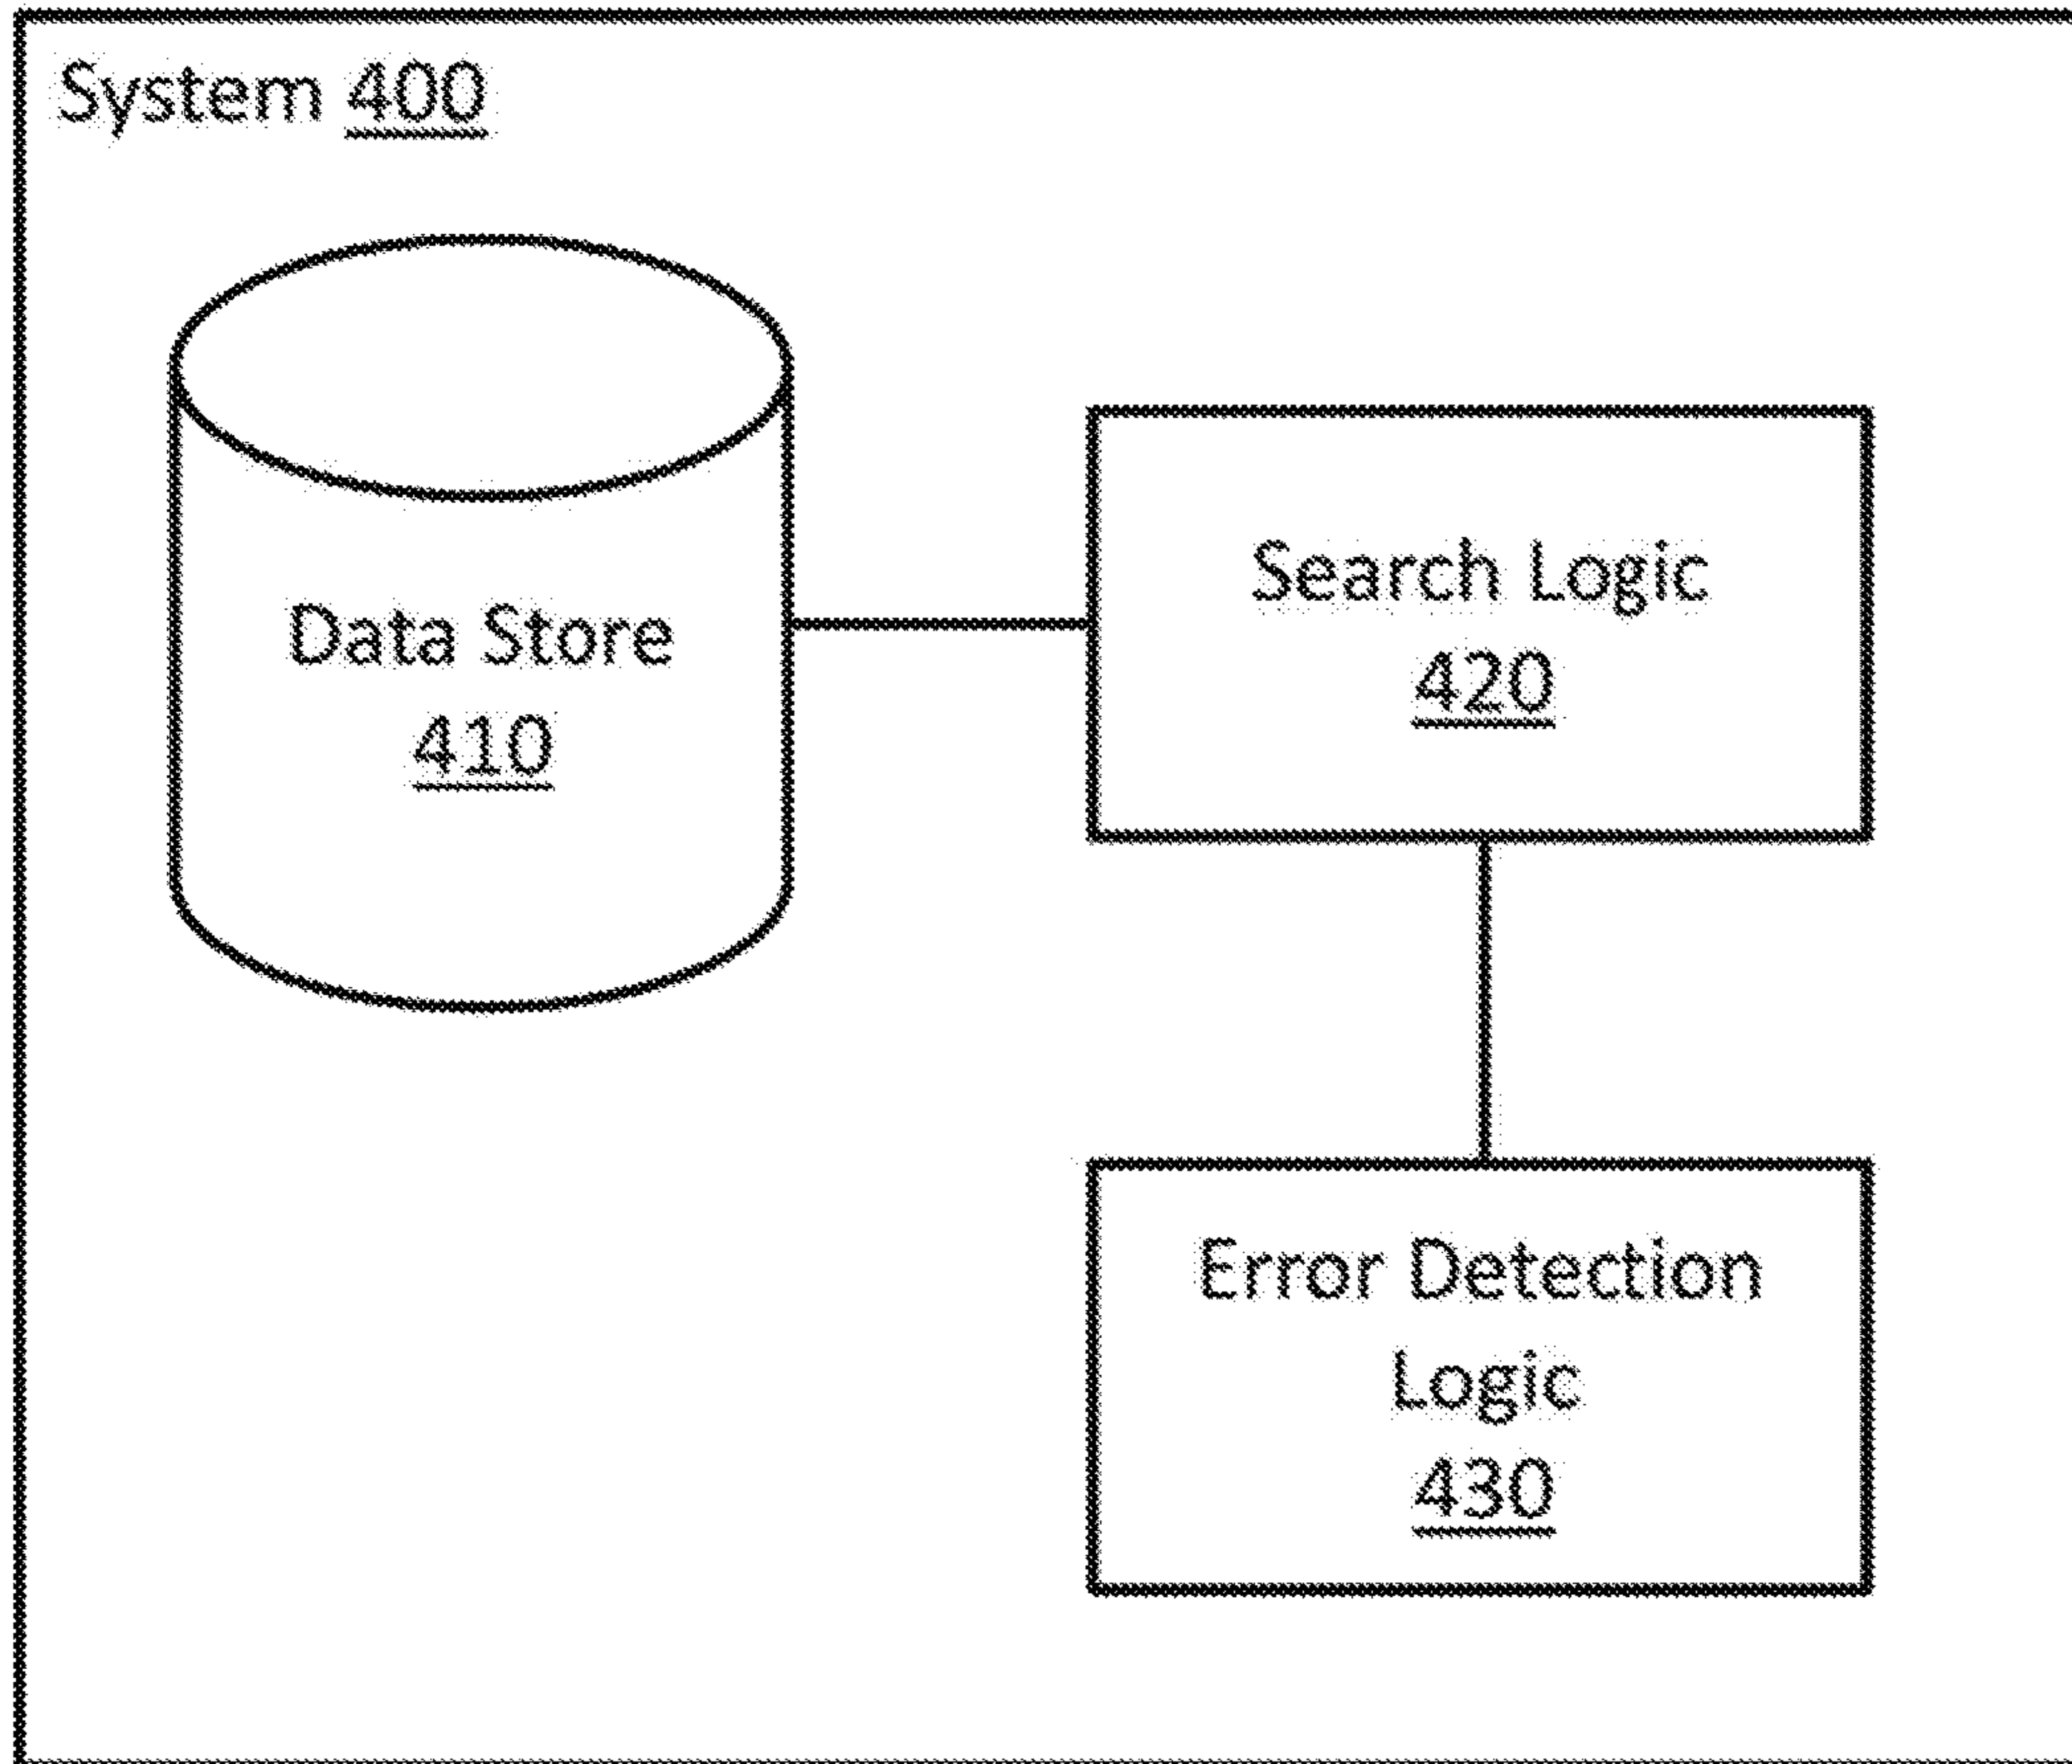 System 400
Data Store
410
Search Logic
420
Error Detection
Logic
430